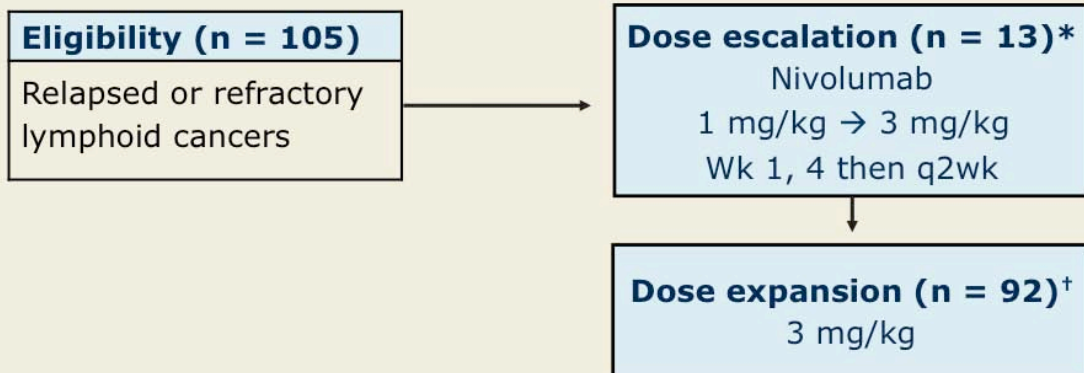 Eligibility (n = 105)
Relapsed or refractory
lymphoid cancers
Dose escalation (n = 13)*
Nivolumab
1 mg/kg → 3 mg/kg
Wk 1, 4 then q2wk
Dose expansion (n = 92)†
3 mg/kg